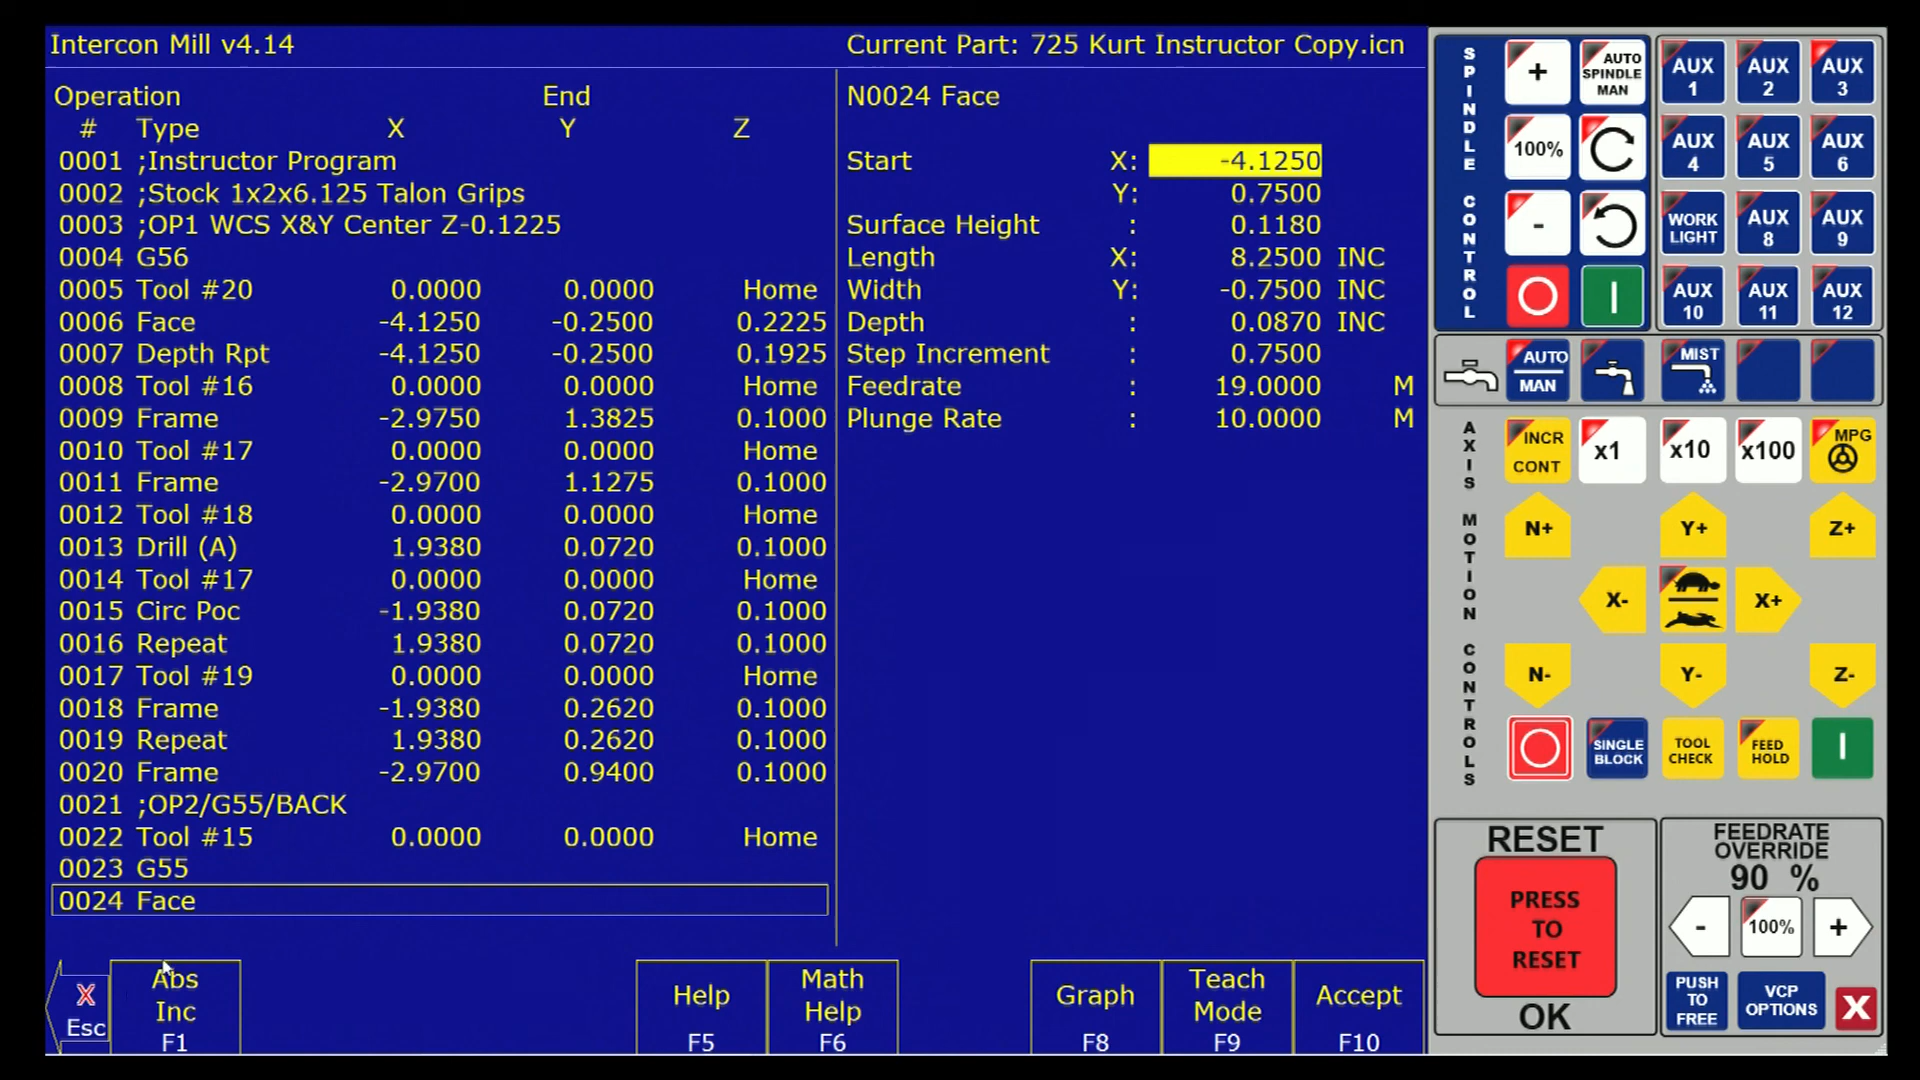 Intercon Mill v4.14
Current Part: 725 Kurt Instructor Copy.icn
Operation End
# Type X Y Z
0001 ;Instructor Program
0002 ;Stock 1x2x6.125 Talon Grips
0003 ;OP1 WCS X&Y Center Z-0.1225
0004 G56
0005 Tool #20 0.0000 0.0000 Home
0006 Face -4.1250 -0.2500 0.2225
0007 Depth Rpt -4.1250 -0.2500 0.1925
0008 Tool #16 0.0000 0.0000 Home
0009 Frame -2.9750 1.3825 0.1000
0010 Tool #17 0.0000 0.0000 Home
0011 Frame -2.9700 1.1275 0.1000
0012 Tool #18 0.0000 0.0000 Home
0013 Drill (A) 1.9380 0.0720 0.1000
0014 Tool #17 0.0000 0.0000 Home
0015 Circ Poc -1.9380 0.0720 0.1000
0016 Repeat 1.9380 0.0720 0.1000
0017 Tool #19 0.0000 0.0000 Home
0018 Frame -1.9380 0.2620 0.1000
0019 Repeat 1.9380 0.2620 0.1000
0020 Frame -2.9700 0.9400 0.1000
0021 ;OP2/G55/BACK
0022 Tool #15 0.0000 0.0000 Home
0023 G55
0024 Face
N0024 Face
Start X: -4.1250
Y: 0.7500
Surface Height : 0.1180
Length X: 8.2500 INC
Width Y: -0.7500 INC
Depth : 0.0870 INC
Step Increment : 0.7500
Feedrate : 19.0000 M
Plunge Rate : 10.0000 M
X
Esc
Abs
Inc
F1
Help
F5
Math
Help
F6
Graph
F8
Teach
Mode
F9
Accept
F10
SPINDLE CONTROL
+
AUTO
SPINDLE
MAN
100%
-
I
AUX
1
AUX
2
AUX
3
AUX
4
AUX
5
AUX
6
WORK
LIGHT
AUX
8
AUX
9
AUX
10
AUX
11
AUX
12
AUTO
MAN
MIST
AXIS MOTION CONTROLS
INCR
CONT
x1
x10
x100
MPG
N+
Y+
Z+
X-
X+
N-
Y-
Z-
SINGLE
BLOCK
TOOL
CHECK
FEED
HOLD
I
RESET
PRESS
TO
RESET
OK
FEEDRATE
OVERRIDE
90 %
-
100%
+
PUSH
TO
FREE
VCP
OPTIONS
X